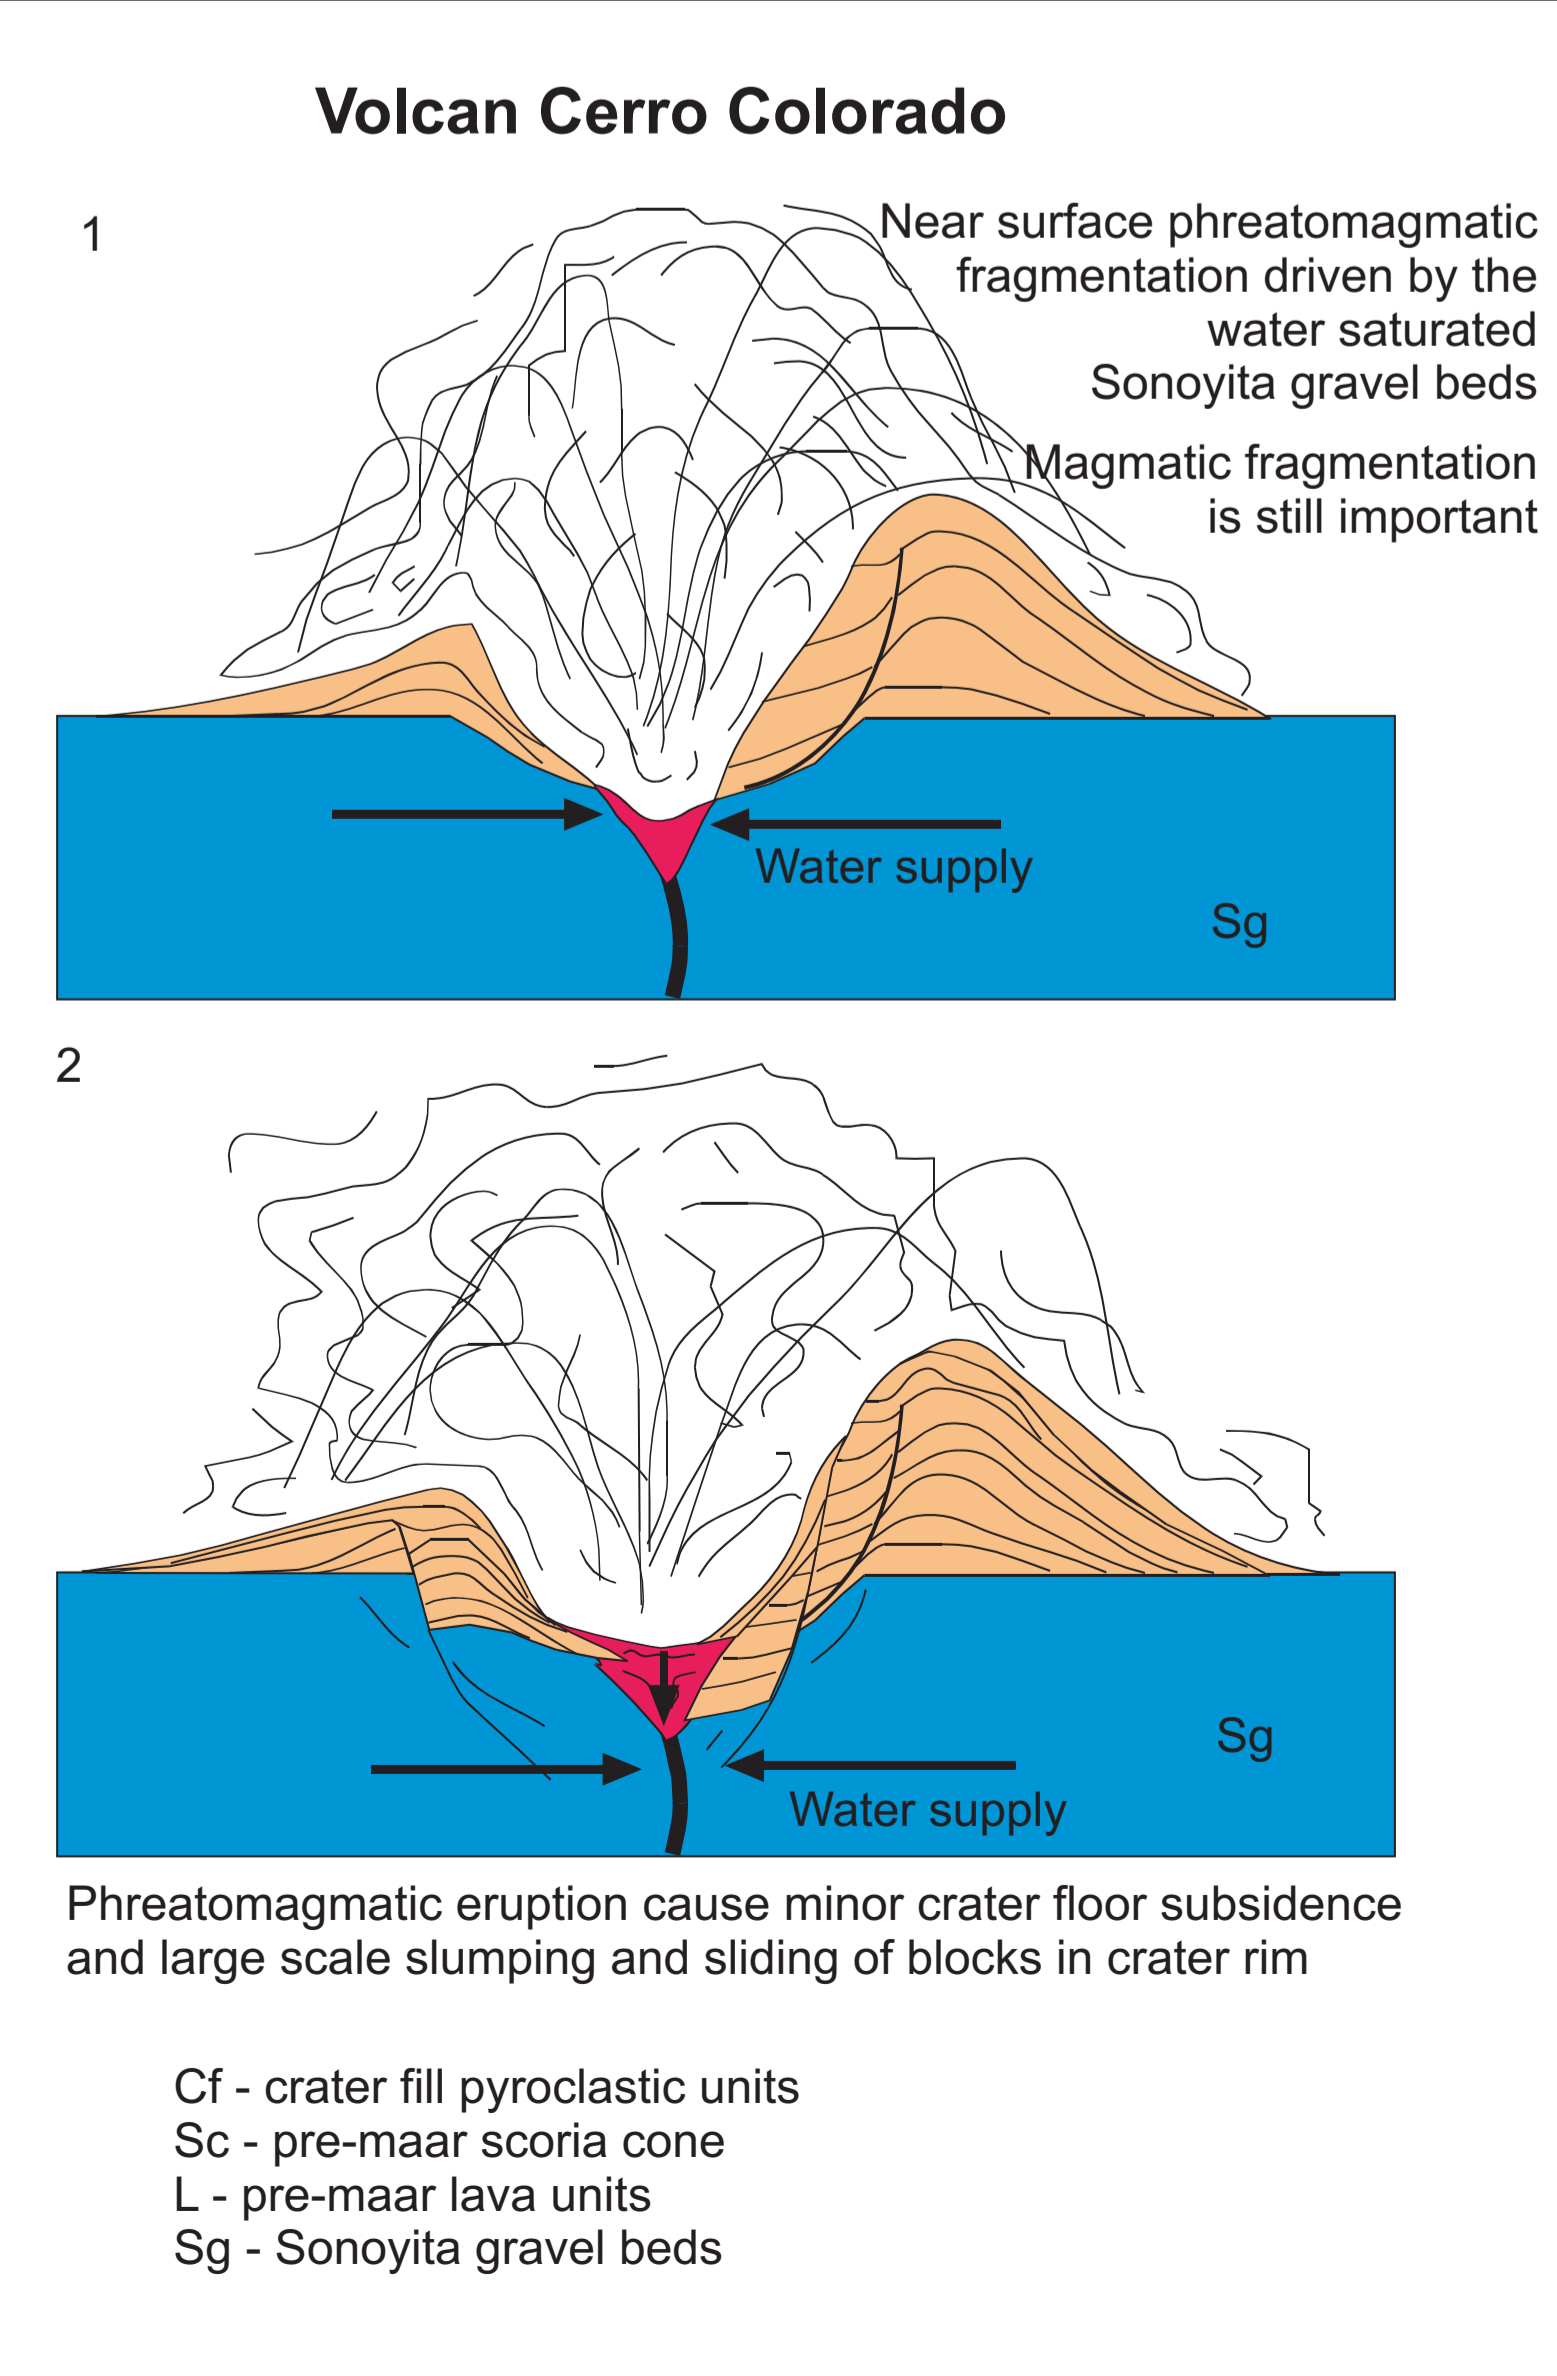 Volcan Cerro Colorado
1
Near surface phreatomagmatic
fragmentation driven by the
water saturated
Sonoyita gravel beds
Magmatic fragmentation
is still important
Water supply
Sg
2
Sg
Water supply
Phreatomagmatic eruption cause minor crater floor subsidence
and large scale slumping and sliding of blocks in crater rim
Cf - crater fill pyroclastic units
Sc - pre-maar scoria cone
L - pre-maar lava units
Sg - Sonoyita gravel beds